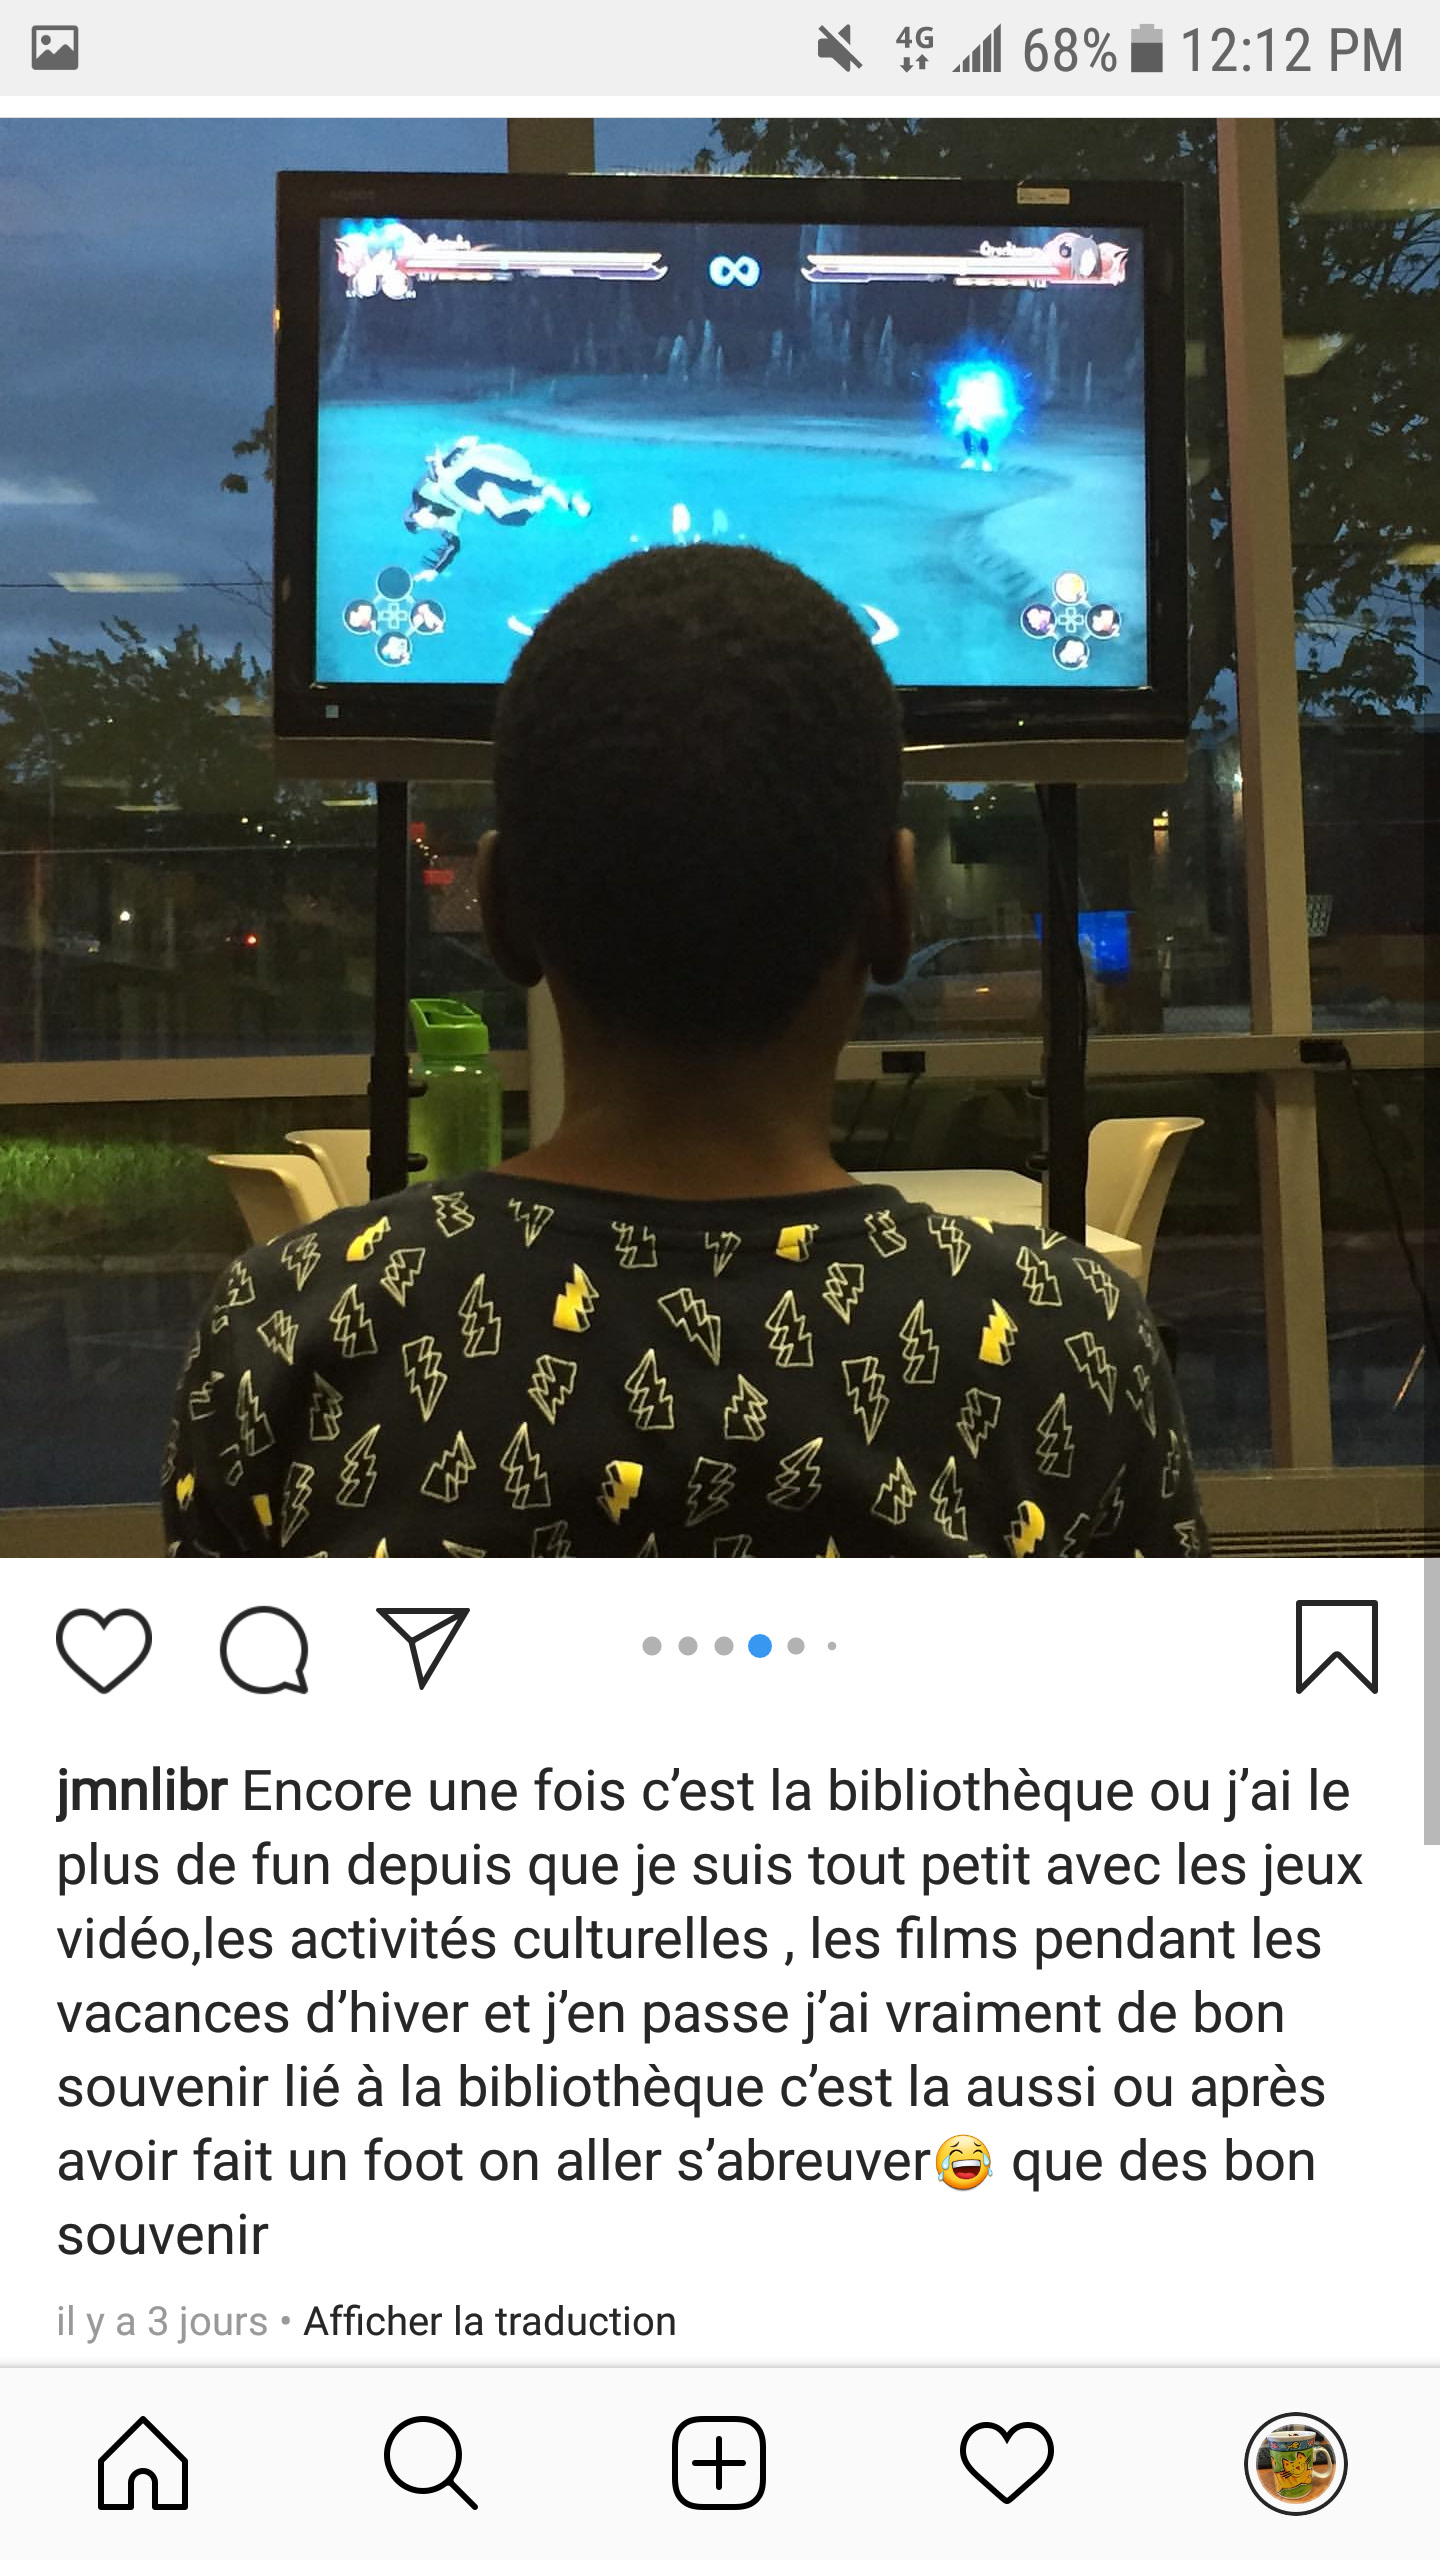 4G 68% 12:12 PM
jmnlibr Encore une fois c’est la bibliothèque ou j’ai le
plus de fun depuis que je suis tout petit avec les jeux
vidéo,les activités culturelles , les films pendant les
vacances d’hiver et j’en passe j’ai vraiment de bon
souvenir lié à la bibliothèque c’est la aussi ou après
avoir fait un foot on aller s’abreuver😂 que des bon
souvenir
il y a 3 jours • Afficher la traduction